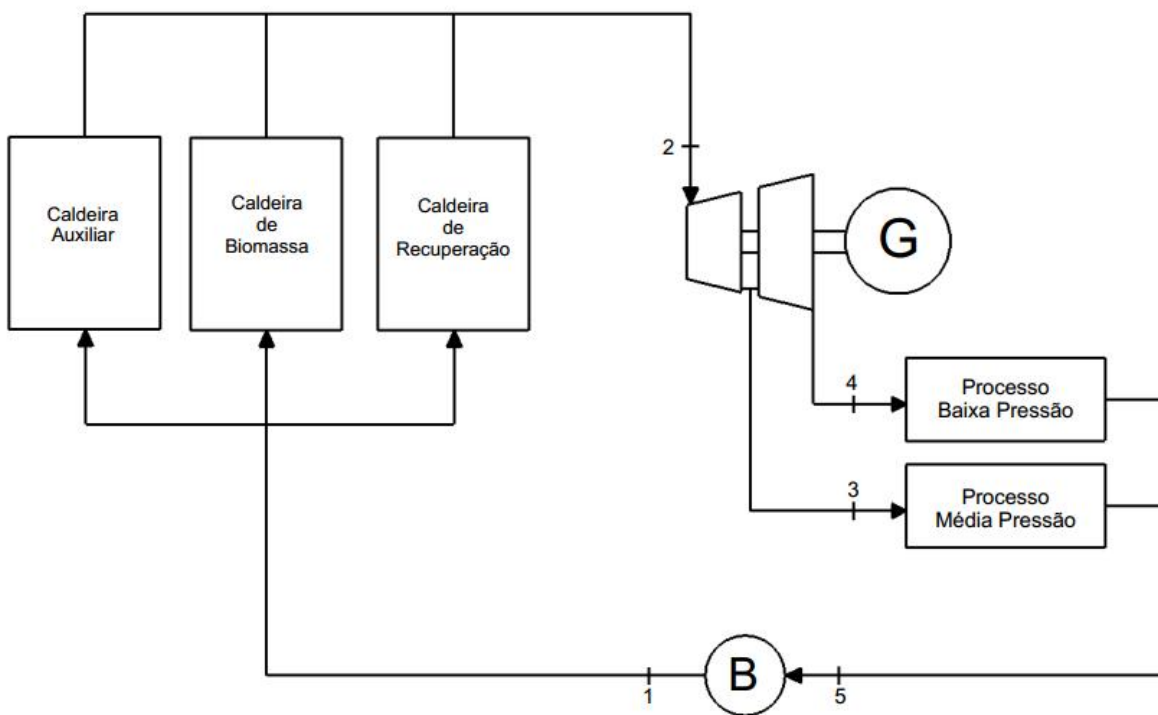 Caldeira
Auxiliar
Caldeira
de
Biomassa
Caldeira
de
Recuperação
2
G
4
Processo
Baixa Pressão
3
Processo
Média Pressão
1
B
5